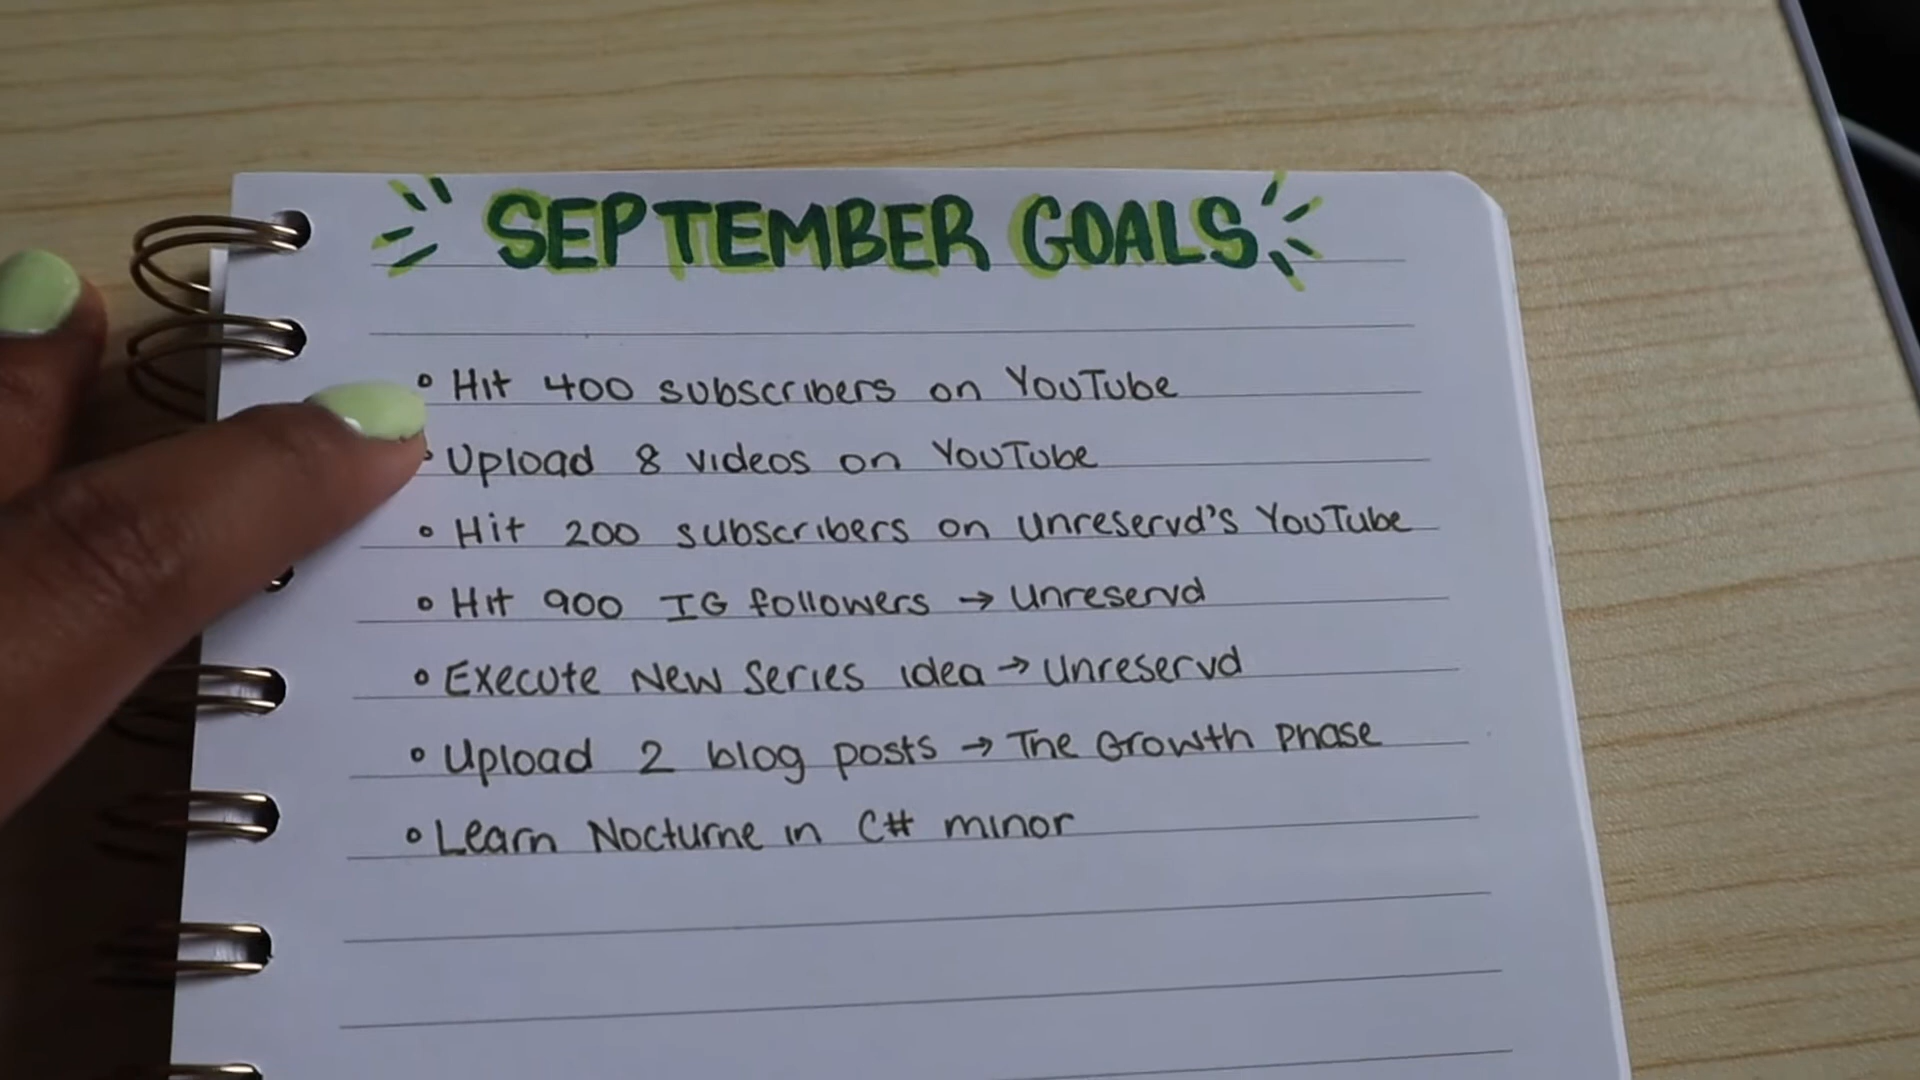 SEPTEMBER GOALS
° Hit 400 subscribers on YouTube
° Upload 8 videos on YouTube
° Hit 200 subscribers on unreservd's YouTube
° Hit 900 IG followers → Unreservd
° Execute New Series idea → Unreservd
° Upload 2 blog posts → The Growth Phase
° Learn Nocturne in C# minor